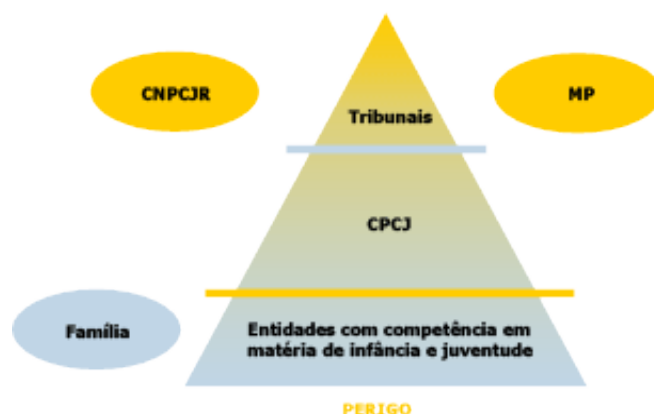 CNPCJR
MP
Tribunais
CPCJ
Família
Entidades com competência em
matéria de infância e juventude
PERIGO